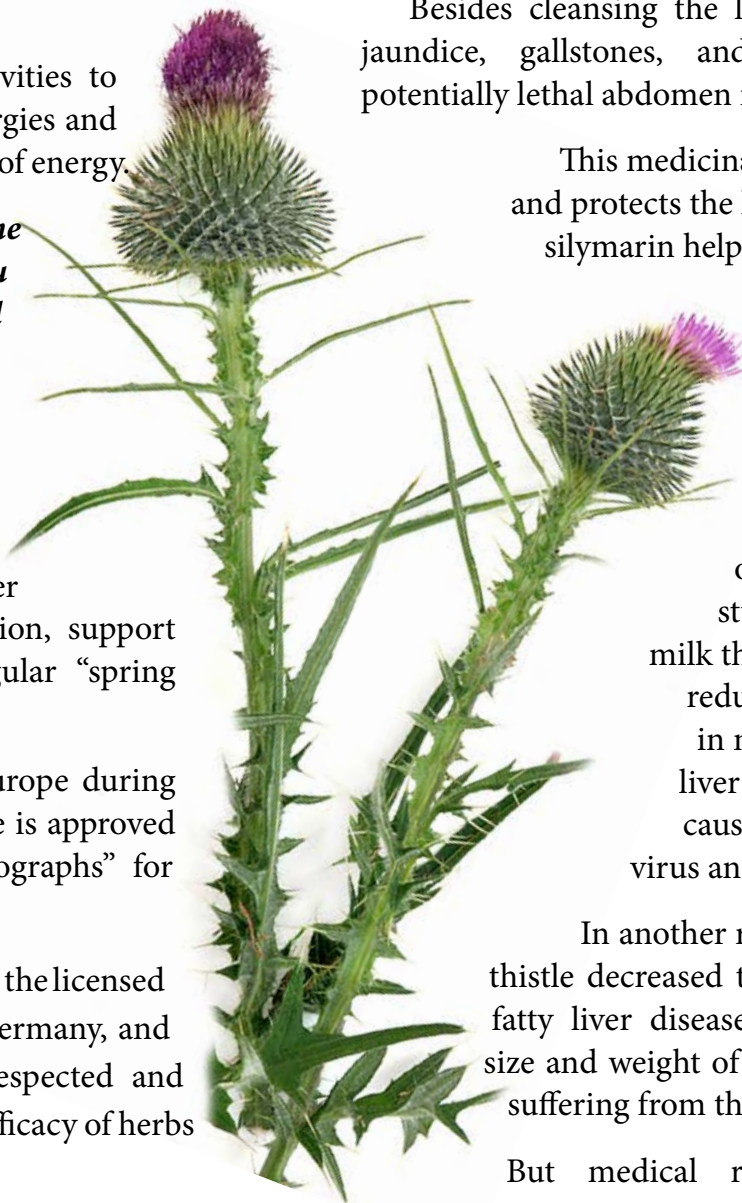 vities to
rgies and
of energy.
ne
u
l
er
ion, support
gular “spring
urope during
e is approved
ographs” for
the licensed
ermany, and
espected and
fficacy of herbs
Besides cleansing the l
jaundice, gallstones, and
potentially lethal abdomen
This medicina
and protects the
silymarin help
o
st
milk th
redu
in
liver
caus
virus an
In another
thistle decreased t
fatty liver disease
size and weight of
suffering from th
But medical r